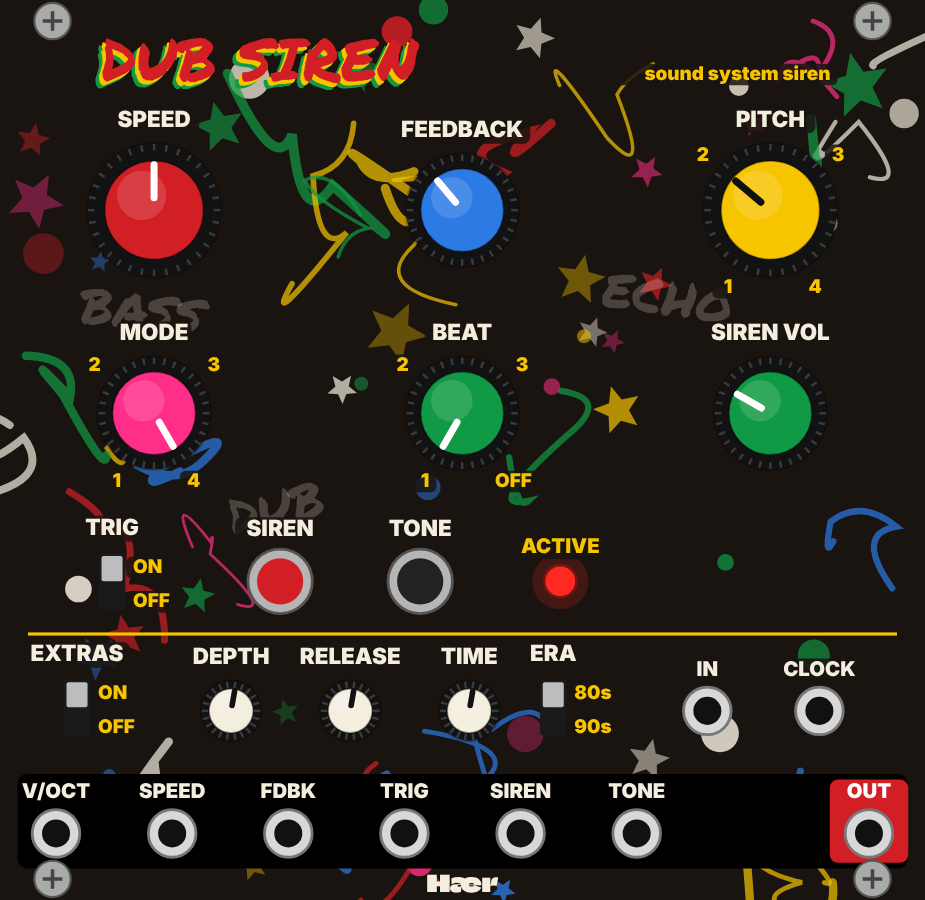 DUB SIREN
sound system siren
SPEED
FEEDBACK
PITCH
2
3
1
4
BASS
ECHO
MODE
BEAT
SIREN VOL
2
3
2
3
1
4
1
OFF
DUB
TRIG
SIREN
TONE
ACTIVE
ON
OFF
EXTRAS
DEPTH
RELEASE
TIME
ERA
IN
CLOCK
ON
80s
OFF
90s
V/OCT
SPEED
FDBK
TRIG
SIREN
TONE
OUT
Hær